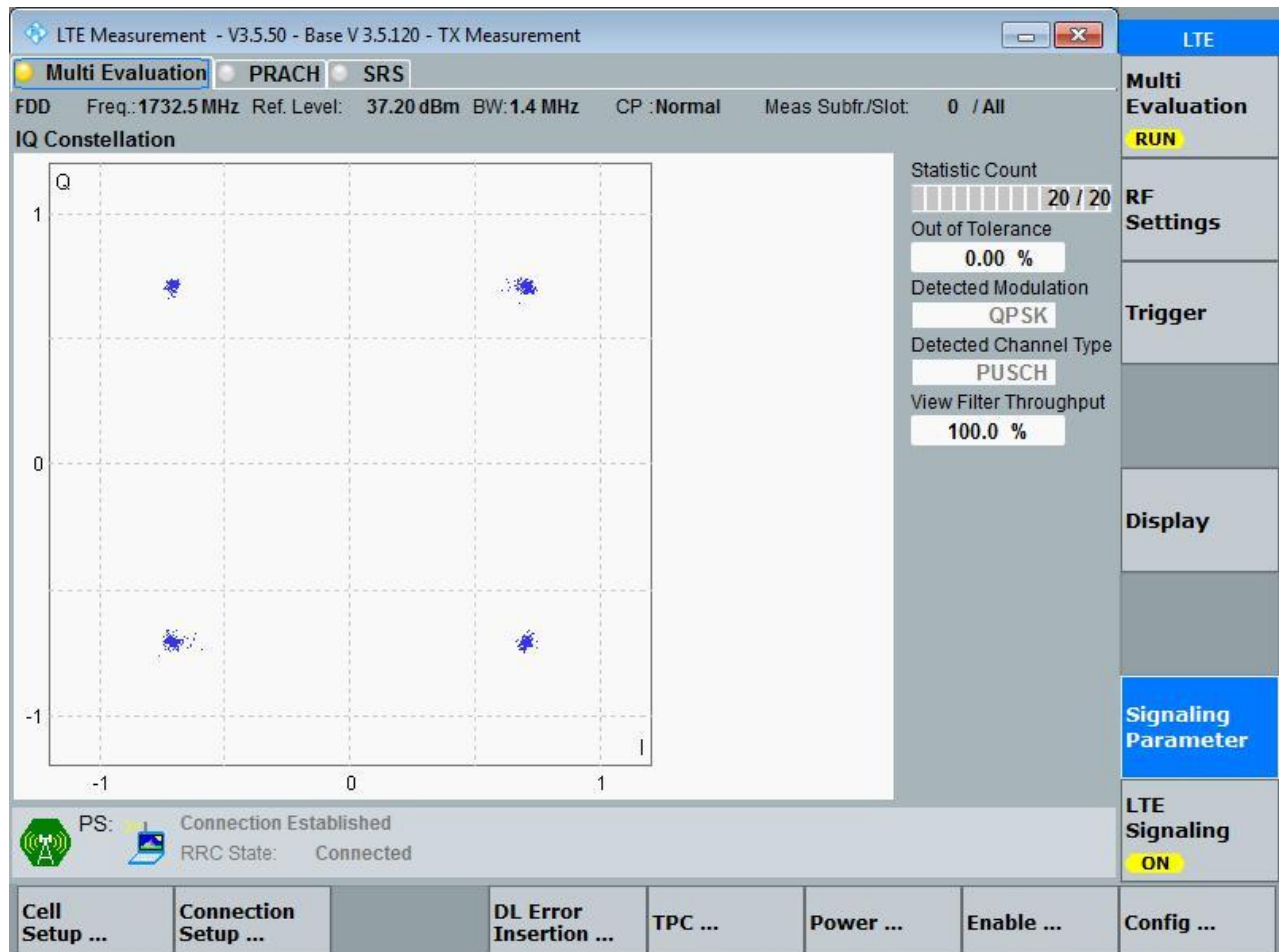 LTE Measurement - V3.5.50 - Base V 3.5.120 - TX Measurement
LTE
Multi Evaluation PRACH SRS
FDD Freq.: 1732.5 MHz Ref. Level: 37.20 dBm BW: 1.4 MHz CP : Normal Meas Subfr./Slot: 0 / All
IQ Constellation
Q
1
0
-1
I
-1 0 1
Statistic Count
20 / 20
Out of Tolerance
0.00 %
Detected Modulation
QPSK
Detected Channel Type
PUSCH
View Filter Throughput
100.0 %
Multi
Evaluation
RUN
RF
Settings
Trigger
Display
Signaling
Parameter
LTE
Signaling
ON
PS: Connection Established
RRC State: Connected
Cell
Setup ...
Connection
Setup ...
DL Error
Insertion ...
TPC ...
Power ...
Enable ...
Config ...